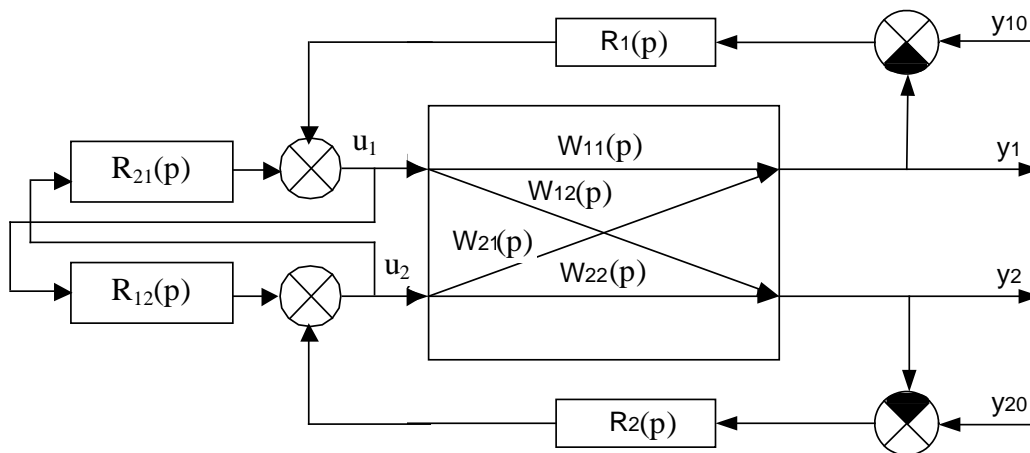 R1(p)
y10
R21(p)
u1
W11(p)
y1
W12(p)
W21(p)
R12(p)
u2
W22(p)
y2
R2(p)
y20